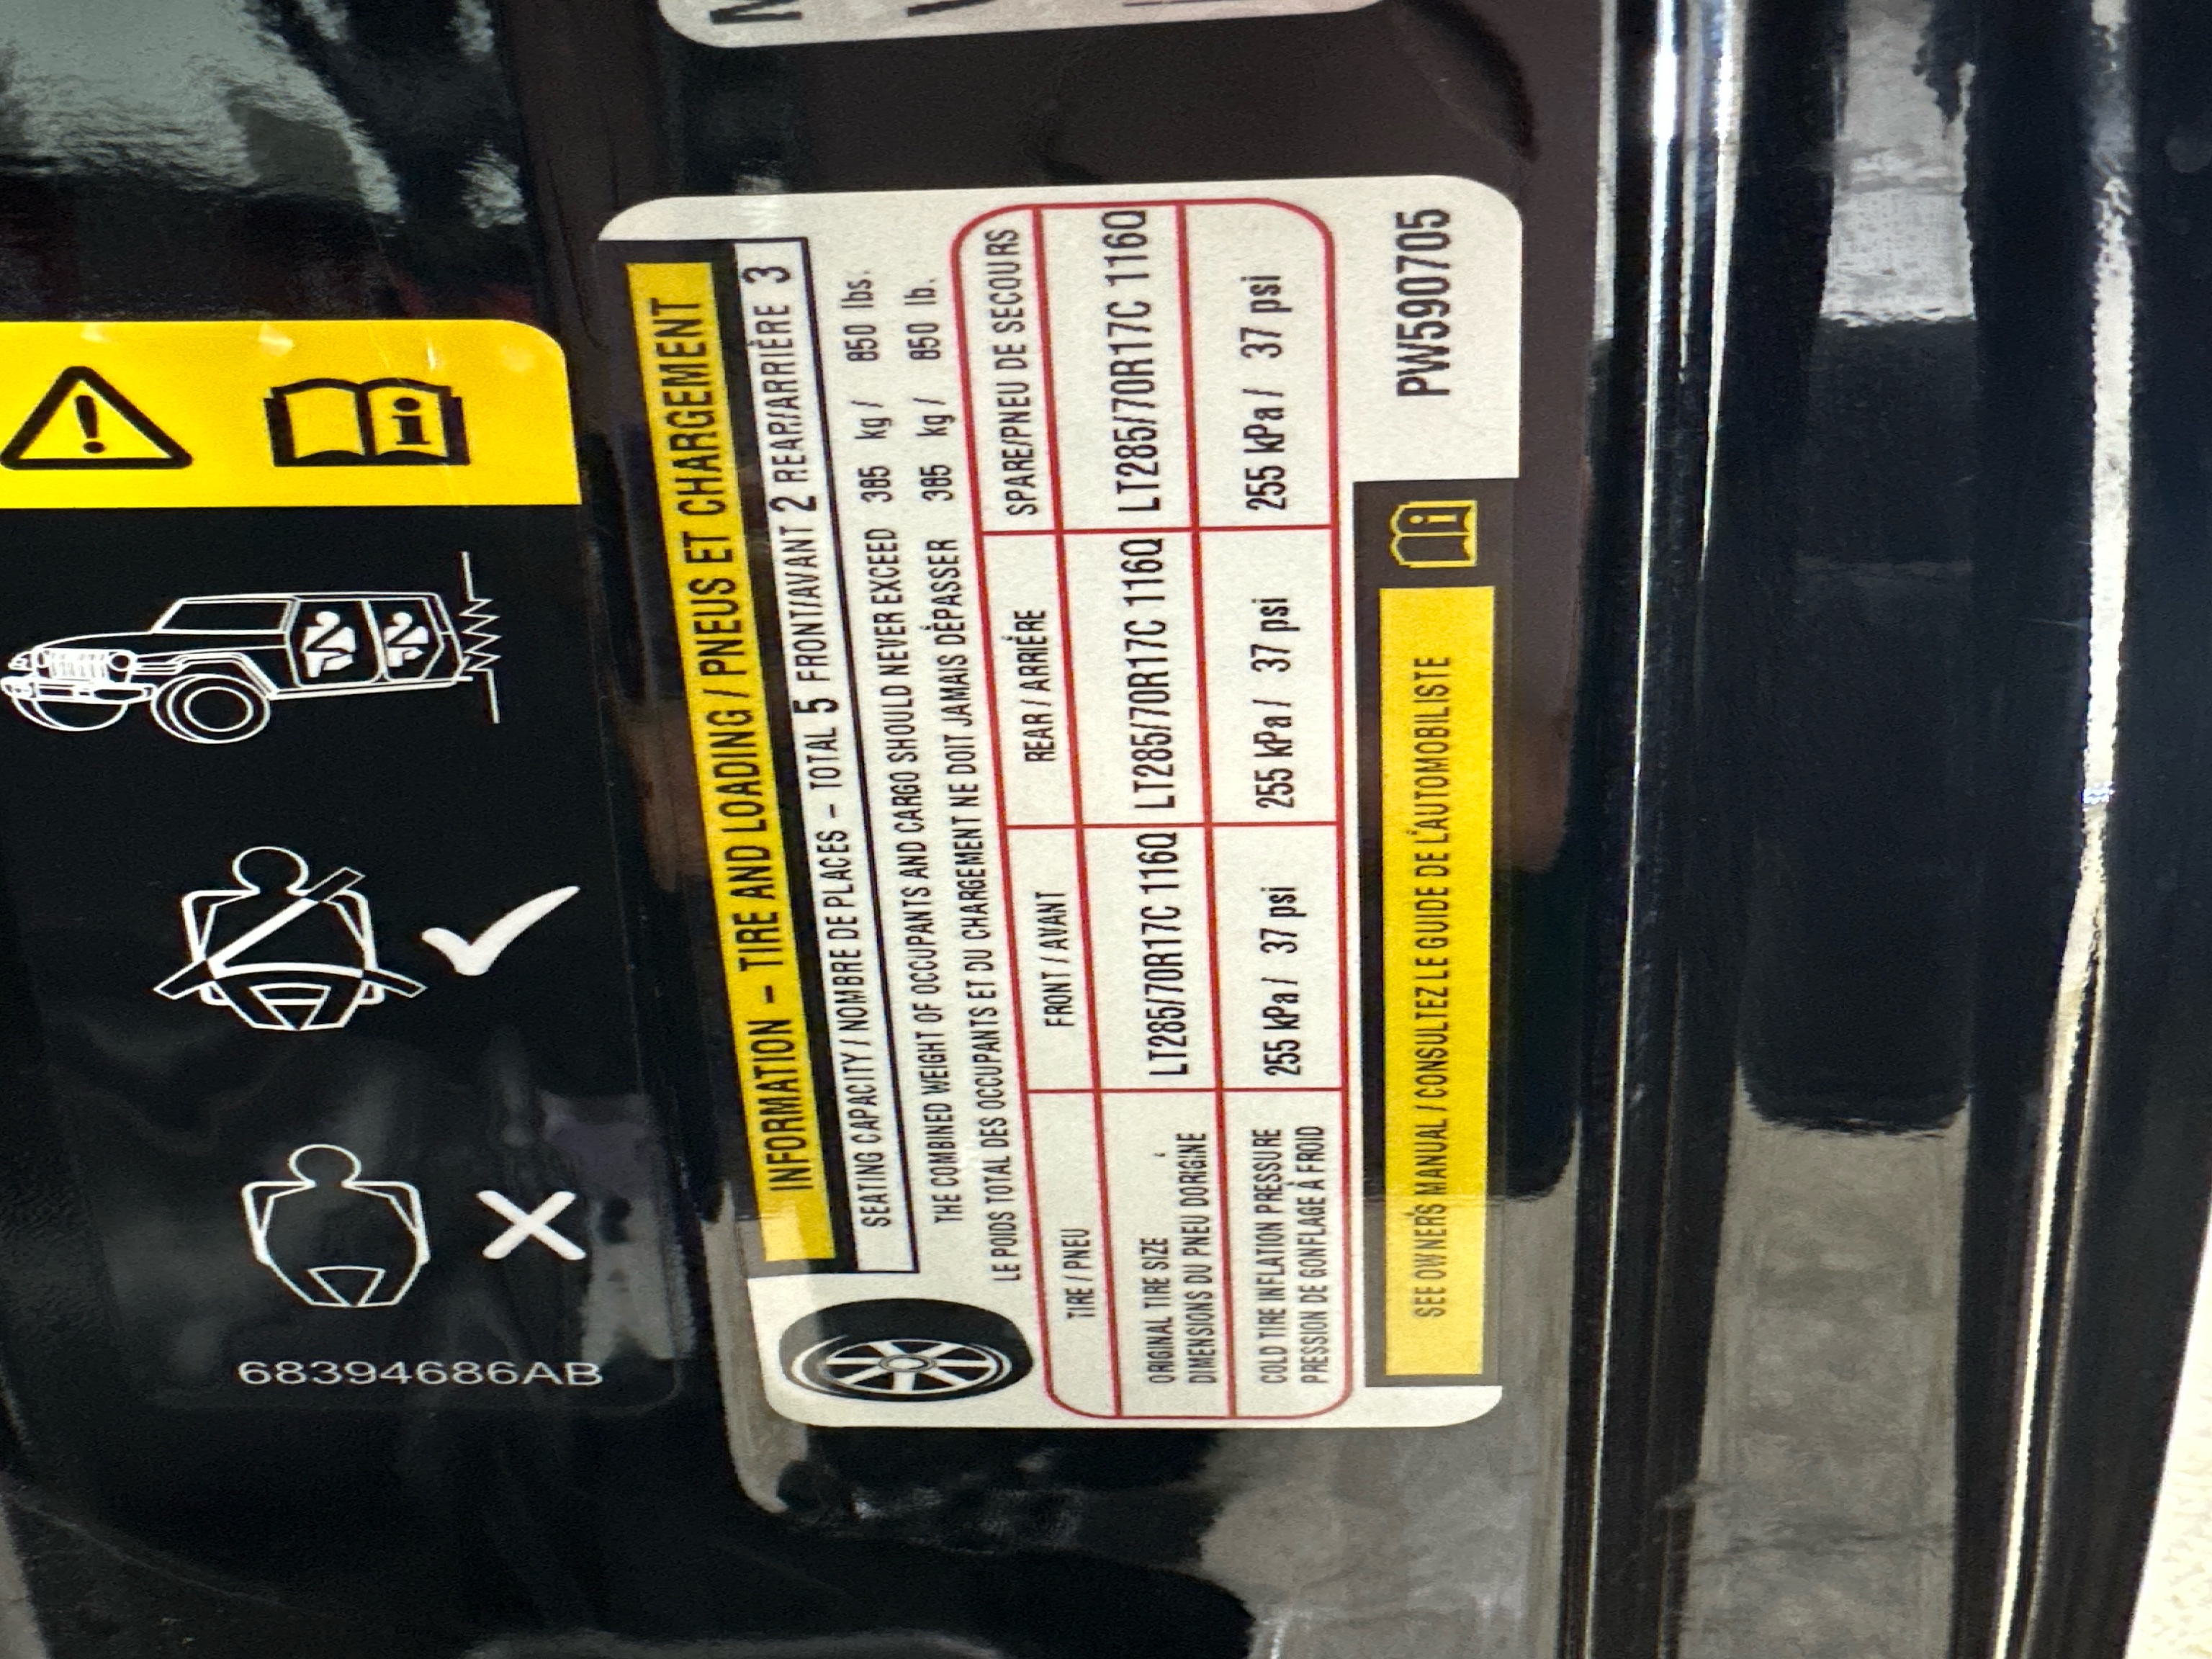 INFORMATION – TIRE AND LOADING / PNEUS ET CHARGEMENT
SEATING CAPACITY / NOMBRE DE PLACES – TOTAL 5 FRONT/AVANT 2 REAR/ARRIÈRE 3
THE COMBINED WEIGHT OF OCCUPANTS AND CARGO SHOULD NEVER EXCEED 385 kg / 850 lbs.
LE POIDS TOTAL DES OCCUPANTS ET DU CHARGEMENT NE DOIT JAMAIS DÉPASSER 385 kg / 850 lb.
TIRE / PNEU FRONT / AVANT REAR / ARRIÉRE SPARE/PNEU DE SECOURS
ORIGINAL TIRE SIZE
DIMENSIONS DU PNEU DORIGINE
LT285/70R17C 116Q LT285/70R17C 116Q LT285/70R17C 116Q
COLD TIRE INFLATION PRESSURE
PRESSION DE GONFLAGE À FROID
255 kPa / 37 psi 255 kPa / 37 psi 255 kPa / 37 psi
SEE OWNER'S MANUAL / CONSULTEZ LE GUIDE DE L'AUTOMOBILISTE
PW590705
68394686AB